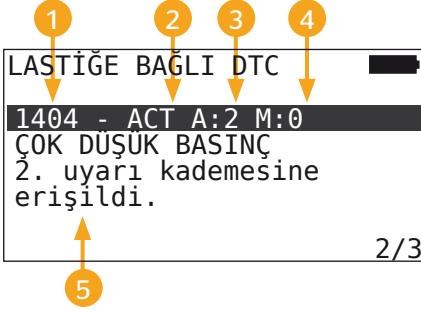 1 2 3 4
LASTİĞE BAĞLI DTC
1404 - ACT A:2 M:0
ÇOK DÜŞÜK BASINÇ
2. uyarı kademesine
erişildi.
2/3
5